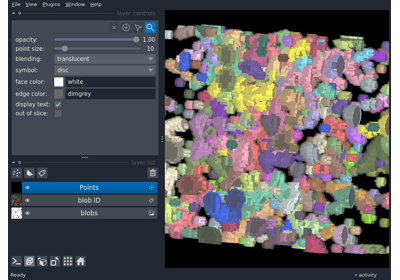 File View Plugins Window Help
layer controls
opacity: 1.00
point size: 10
blending: translucent
symbol: disc
face color: white
edge color: dimgrey
display text:
out of slice:
layer list
Points
blob ID
blobs
Ready
activity